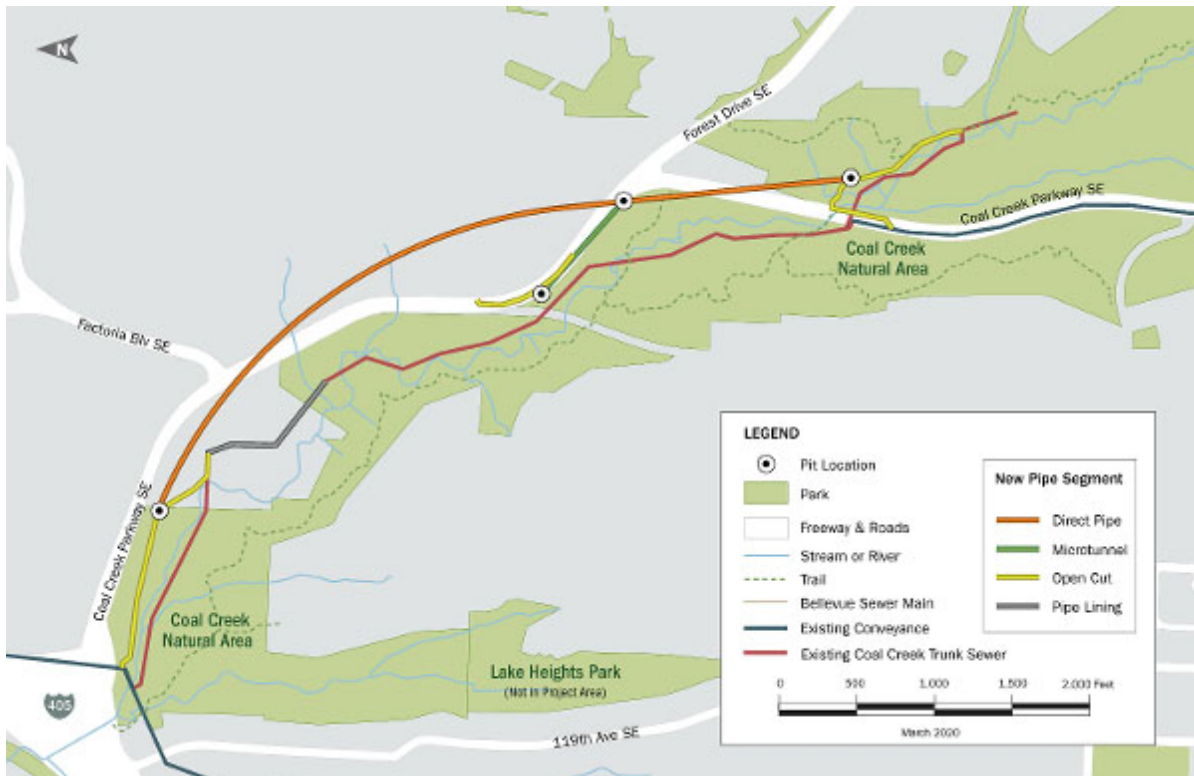 N
Forest Drive SE
Coal Creek Parkway SE
Coal Creek
Natural Area
Factoria Blv SE
Coal Creek Parkway SE
Coal Creek
Natural Area
Lake Heights Park
(Not in Project Area)
119th Ave SE
405
LEGEND
Pit Location
Park
Freeway & Roads
Stream or River
Trail
Bellevue Sewer Main
Existing Conveyance
Existing Coal Creek Trunk Sewer
New Pipe Segment
Direct Pipe
Microtunnel
Open Cut
Pipe Lining
0 500 1,000 1,500 2,000 Feet
March 2020